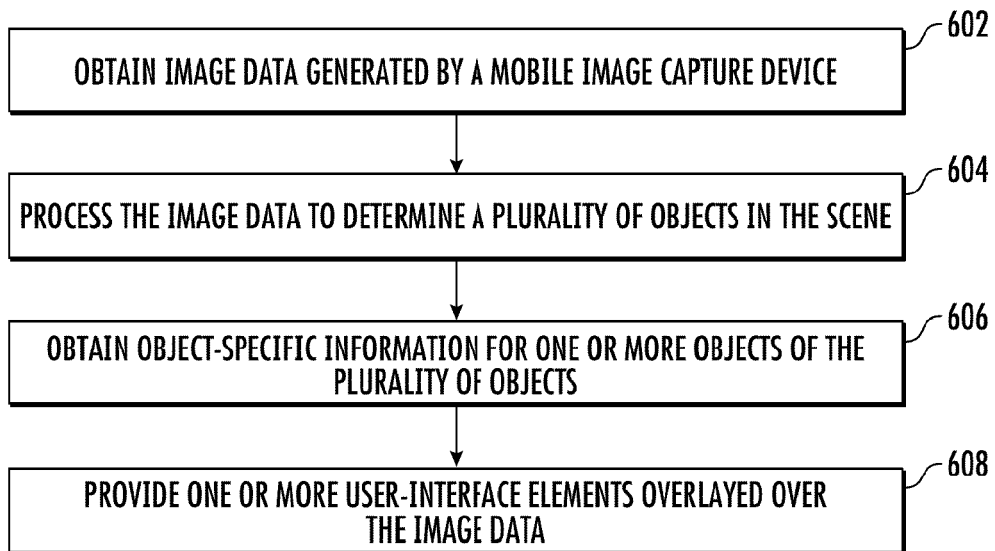 602
OBTAIN IMAGE DATA GENERATED BY A MOBILE IMAGE CAPTURE DEVICE
604
PROCESS THE IMAGE DATA TO DETERMINE A PLURALITY OF OBJECTS IN THE SCENE
606
OBTAIN OBJECT-SPECIFIC INFORMATION FOR ONE OR MORE OBJECTS OF THE
PLURALITY OF OBJECTS
608
PROVIDE ONE OR MORE USER-INTERFACE ELEMENTS OVERLAYED OVER
THE IMAGE DATA